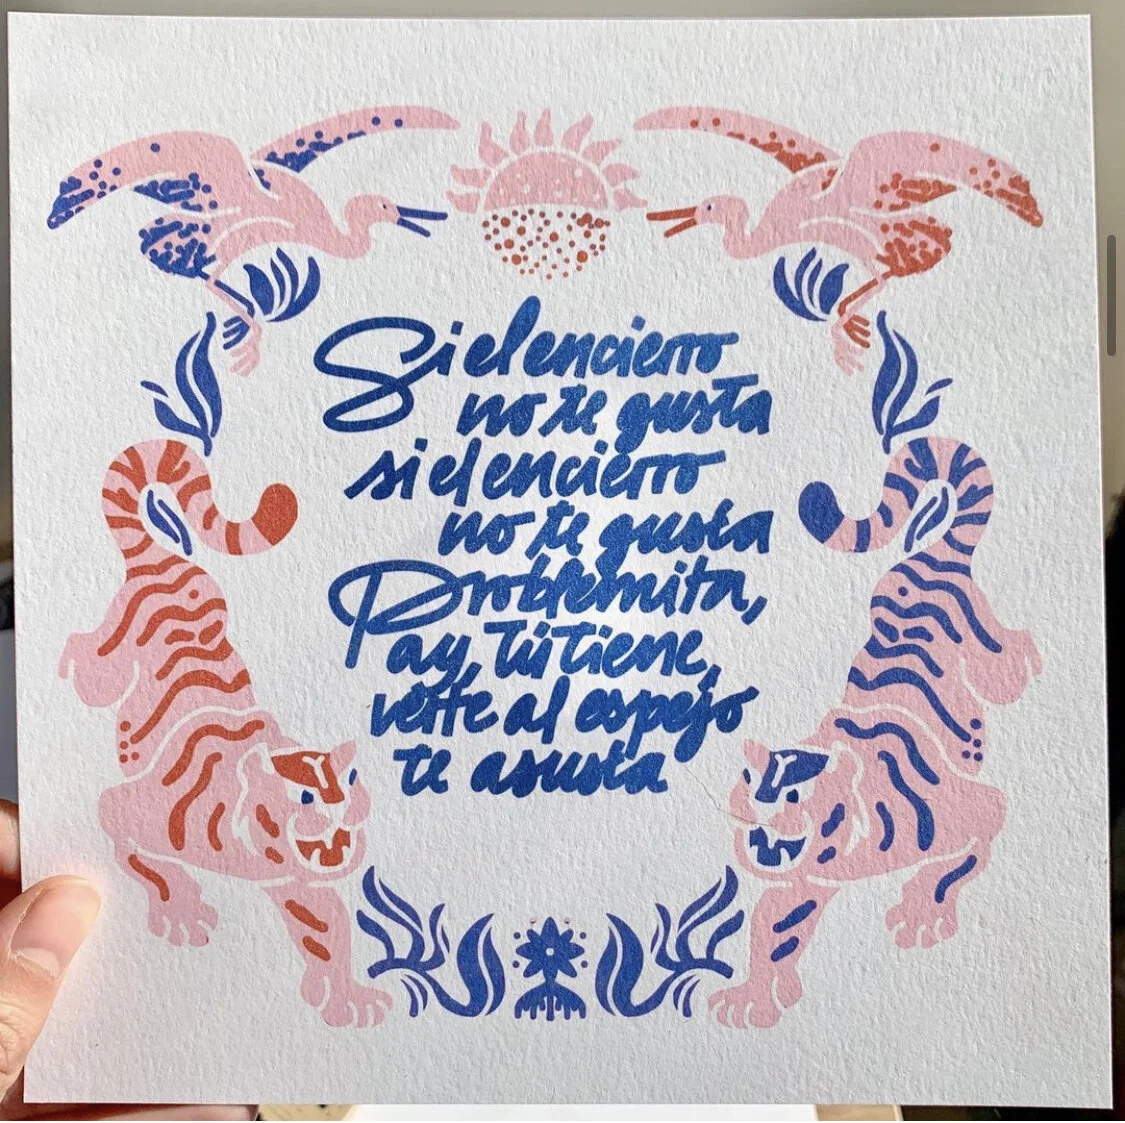 Si el encierro
no te gusta
si el encierro
no te gusta
Problemita,
ay, tú tiene,
verte al espejo
te asusta